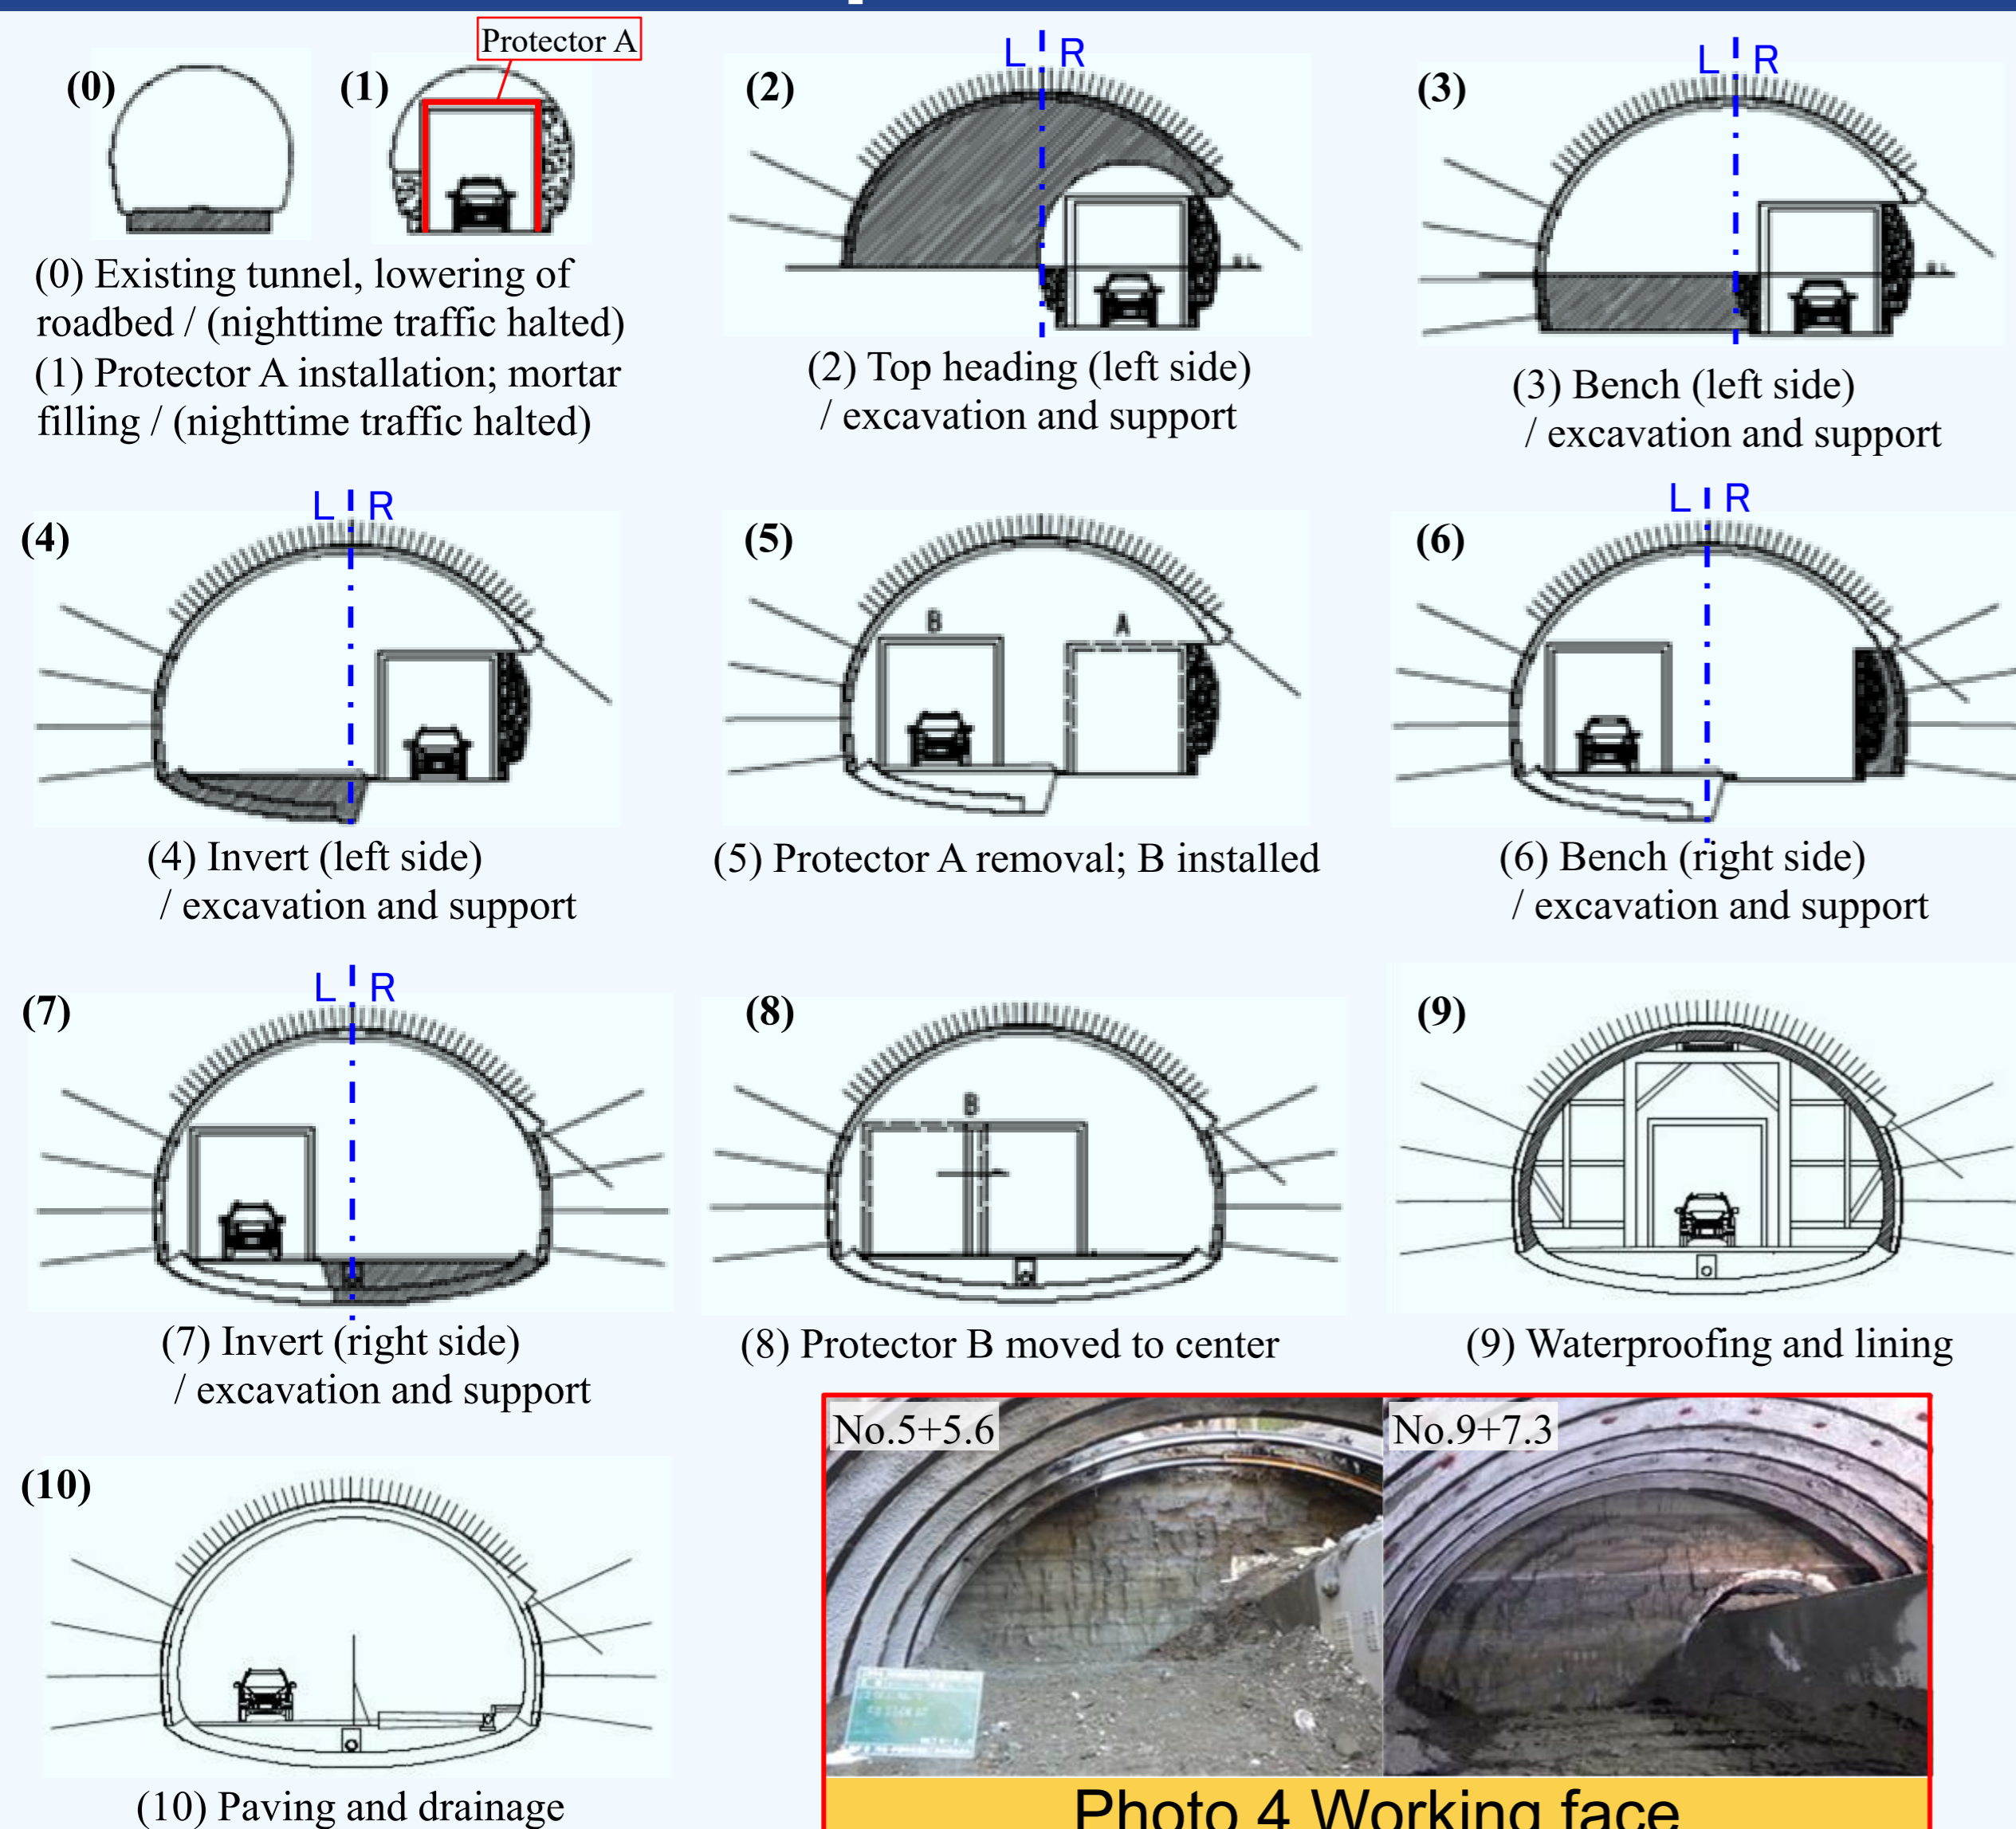 Protector A
(0)
(1)
(0) Existing tunnel, lowering of
roadbed / (nighttime traffic halted)
(1) Protector A installation; mortar
filling / (nighttime traffic halted)
L R
(2)
(2) Top heading (left side)
/ excavation and support
L R
(3)
(3) Bench (left side)
/ excavation and support
L R
(4)
(4) Invert (left side)
/ excavation and support
(5)
B
A
(5) Protector A removal; B installed
L R
(6)
(6) Bench (right side)
/ excavation and support
L R
(7)
(7) Invert (right side)
/ excavation and support
(8)
B
(8) Protector B moved to center
(9)
(9) Waterproofing and lining
(10)
(10) Paving and drainage
No.5+5.6
No.9+7.3
Photo 4 Working face